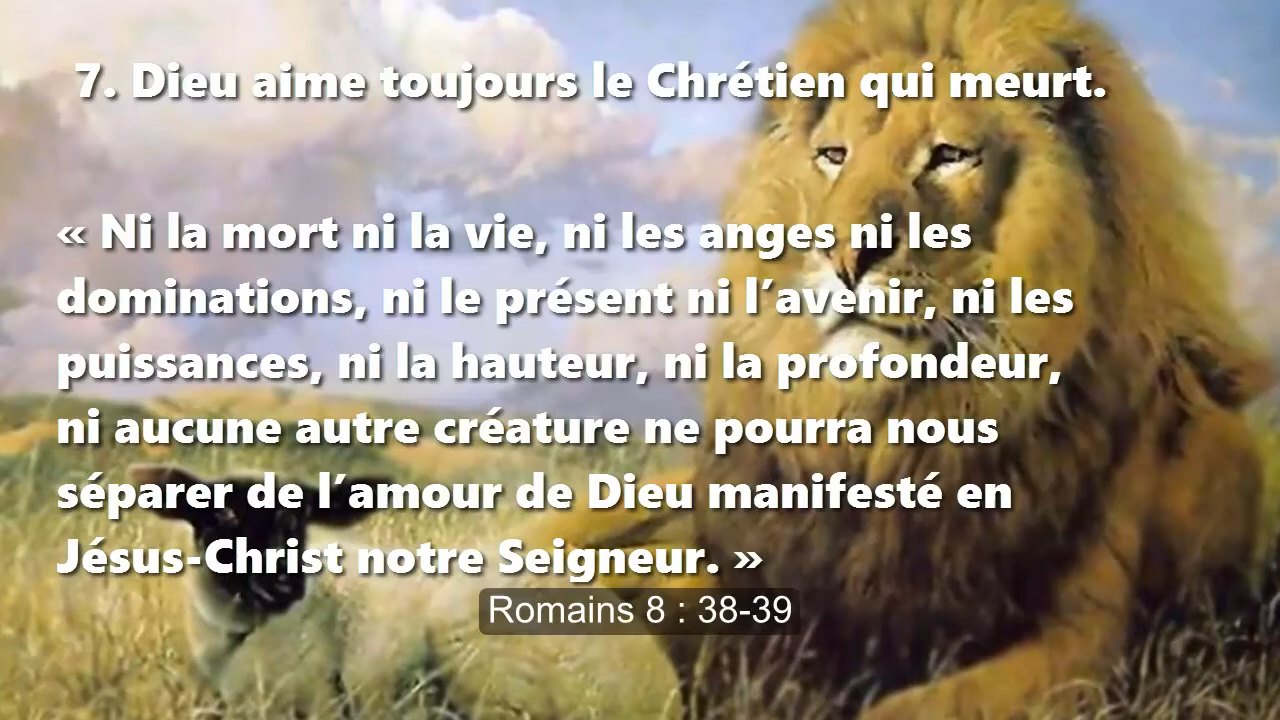 7. Dieu aime toujours le Chrétien qui meurt.
« Ni la mort ni la vie, ni les anges ni les
dominations, ni le présent ni l’avenir, ni les
puissances, ni la hauteur, ni la profondeur,
ni aucune autre créature ne pourra nous
séparer de l’amour de Dieu manifesté en
Jésus-Christ notre Seigneur. »
Romains 8 : 38-39